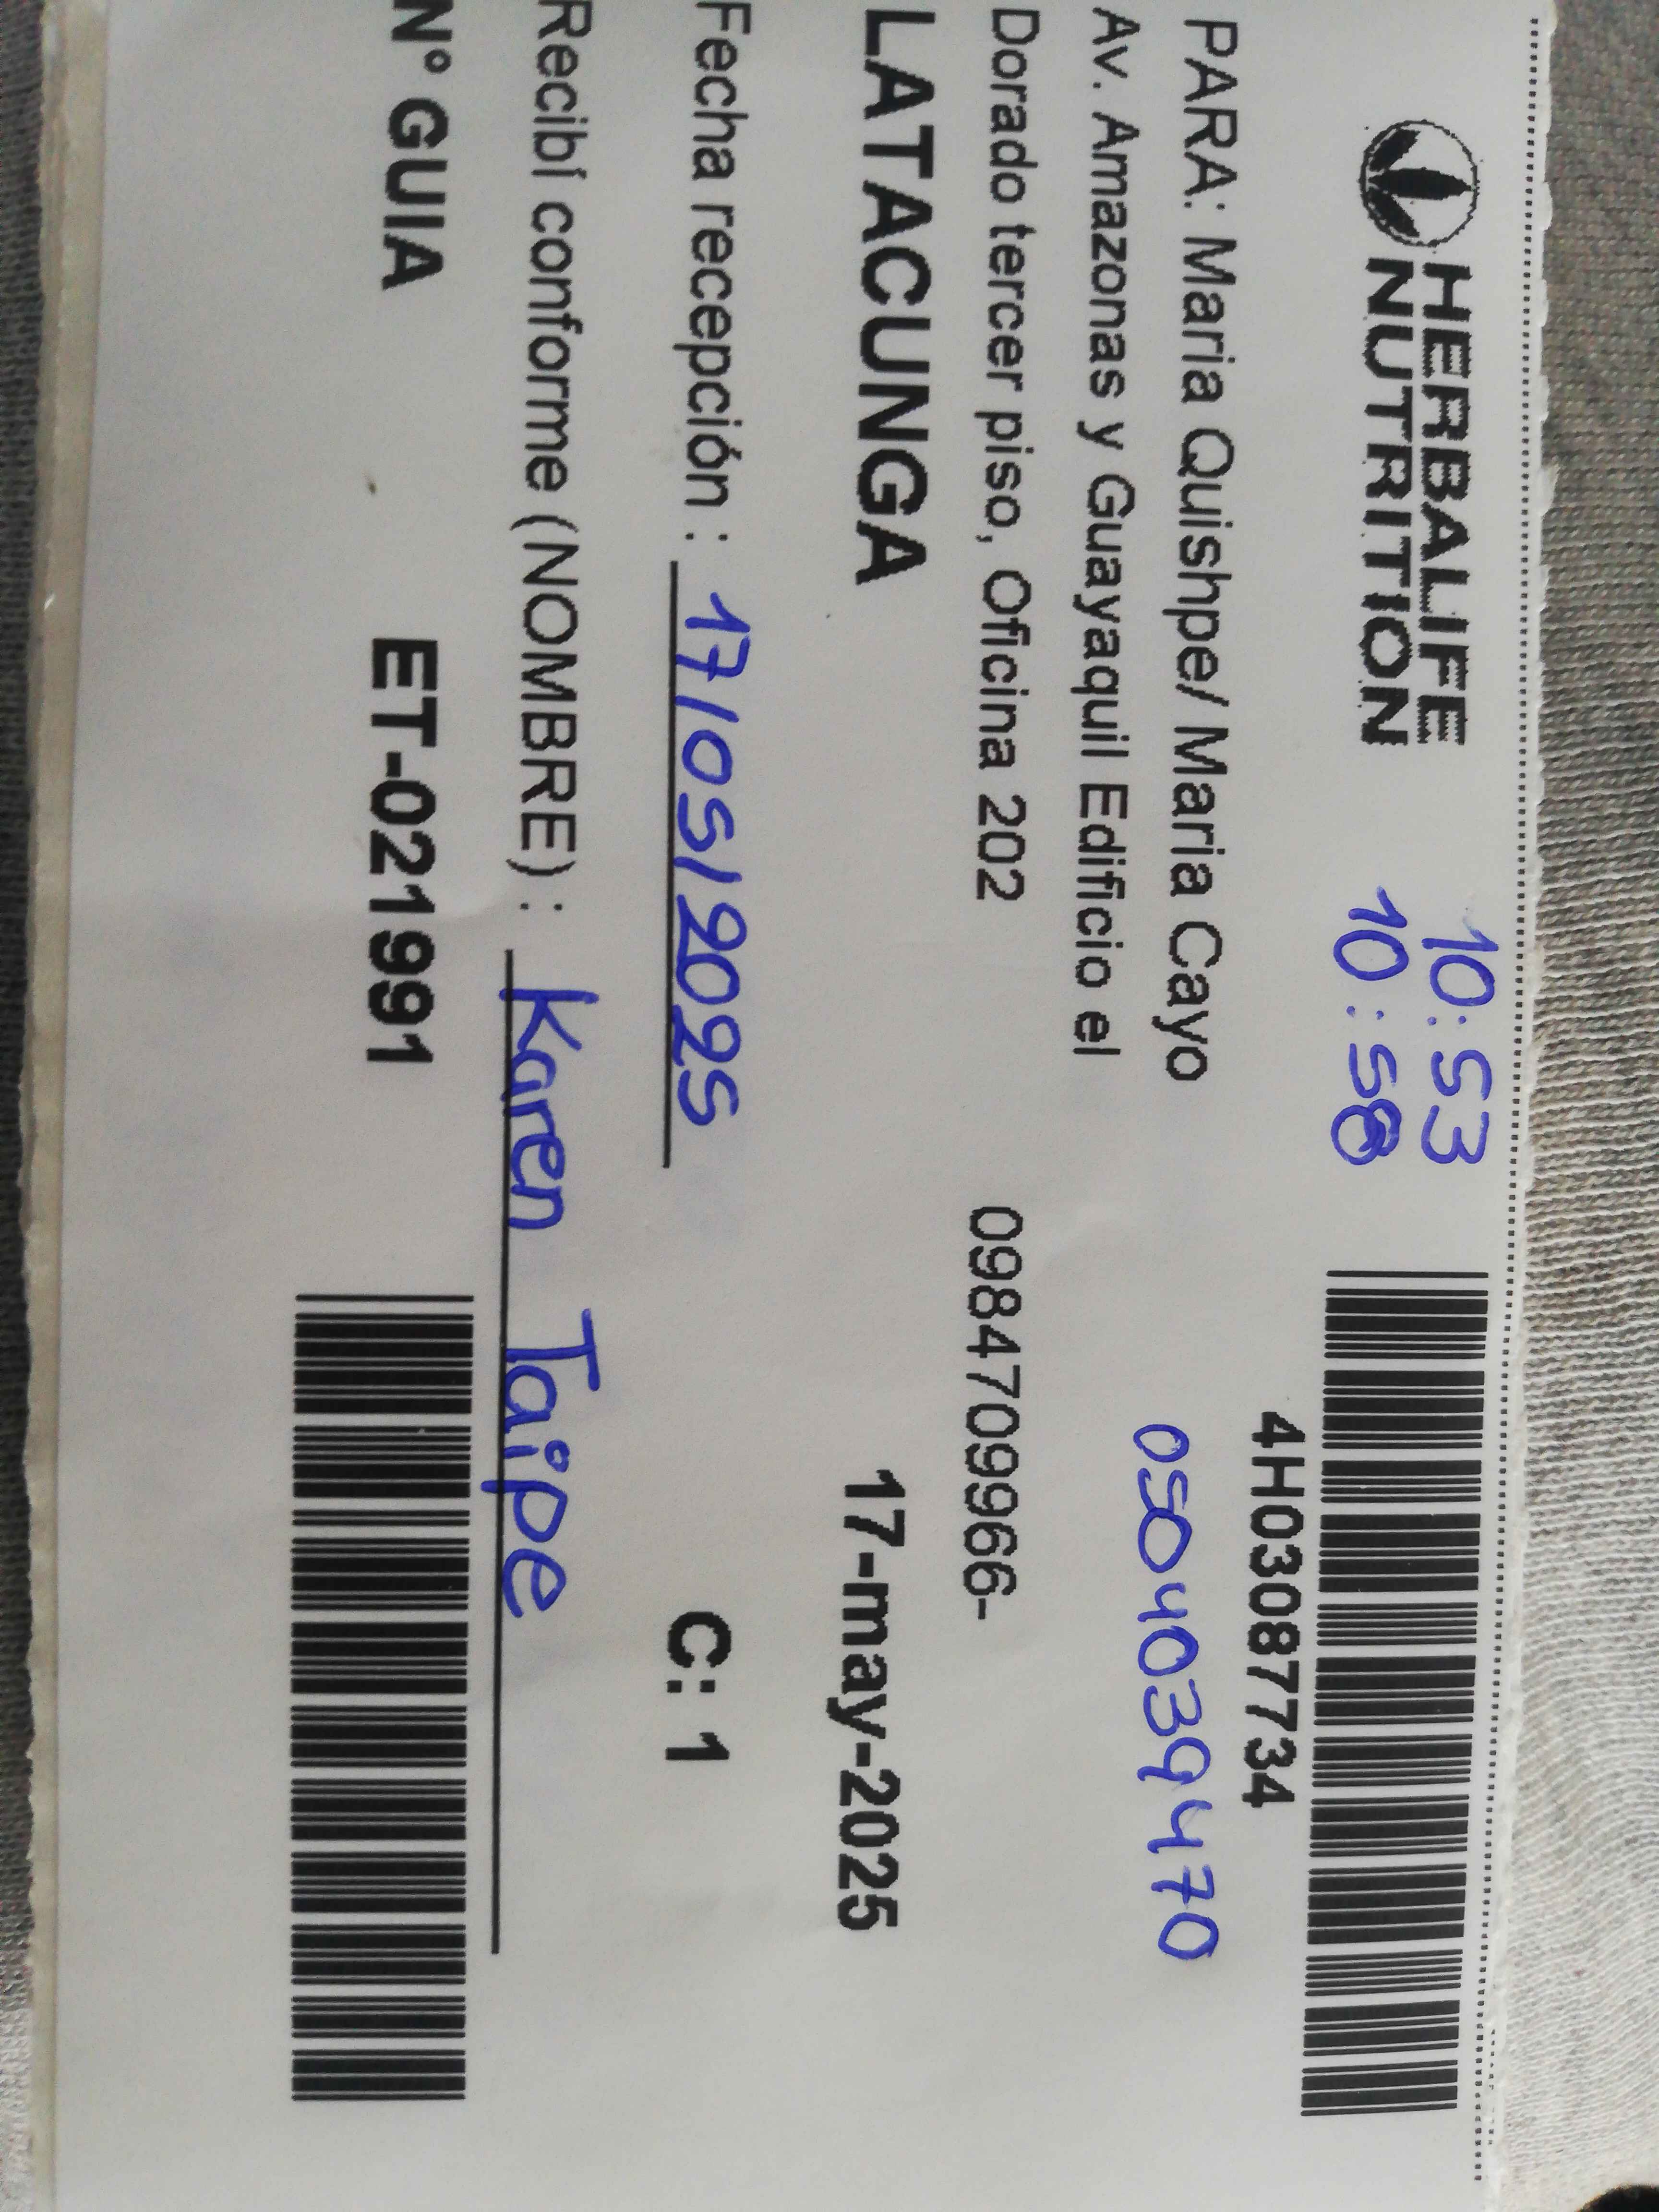 HERBALIFE
NUTRITION
10:53
10:58
4H03087734
PARA: Maria Quishpe/ Maria Cayo
0504039470
Av. Amazonas y Guayaquil Edificio el
Dorado tercer piso, Oficina 202
0984709966-
LATACUNGA
17-may-2025
Fecha recepción : 17/05/2025
C: 1
Recibí conforme (NOMBRE) : Karen Taipe
N° GUIA ET-021991